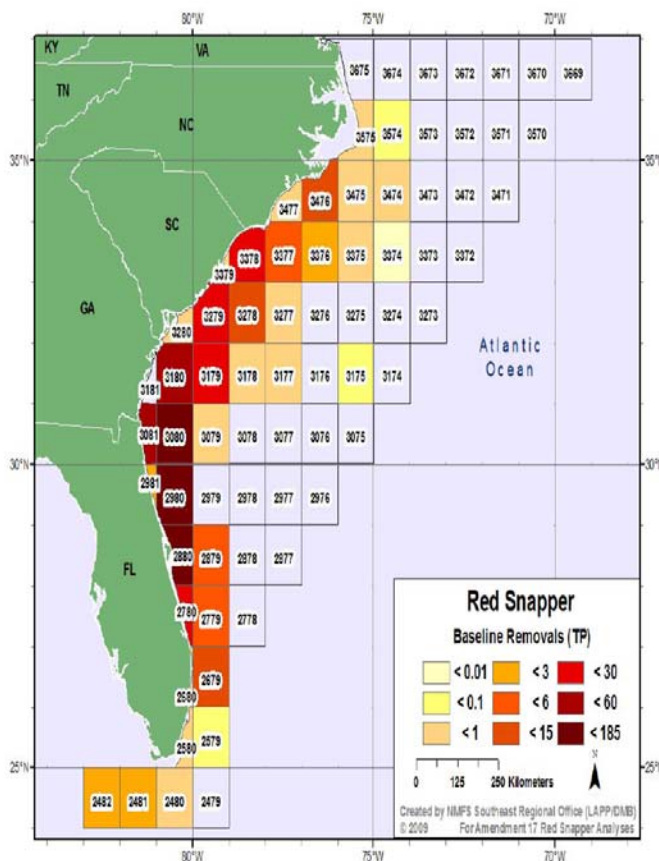 80°W 75°W 70°W
KY VA
3675 3674 3673 3672 3671 3670 3669
TN
NC
3575 3574 3573 3572 3571 3570
35°N 35°N
3477 3476 3475 3474 3473 3472 3471
SC
3379 3378 3377 3376 3375 3374 3373 3372
GA
3280 3279 3278 3277 3276 3275 3274 3273
Atlantic
Ocean
3181 3180 3179 3178 3177 3176 3175 3174
3081 3080 3079 3078 3077 3076 3075
30°N 30°N
2981 2980 2979 2978 2977 2976
2880 2879 2878 2877
FL
2780 2779 2778
2580 2679
2580 2579
25°N 25°N
2482 2481 2480 2479
80°W 75°W 70°W
Red Snapper
Baseline Removals (TP)
< 0.01 < 3 < 30
< 0.1 < 6 < 60
< 1 < 15 < 185
0 125 250 Kilometers
N
Created by NMFS Southeast Regional Office (LAPP/DMB)
© 2009 For Amendment 17 Red Snapper Analyses